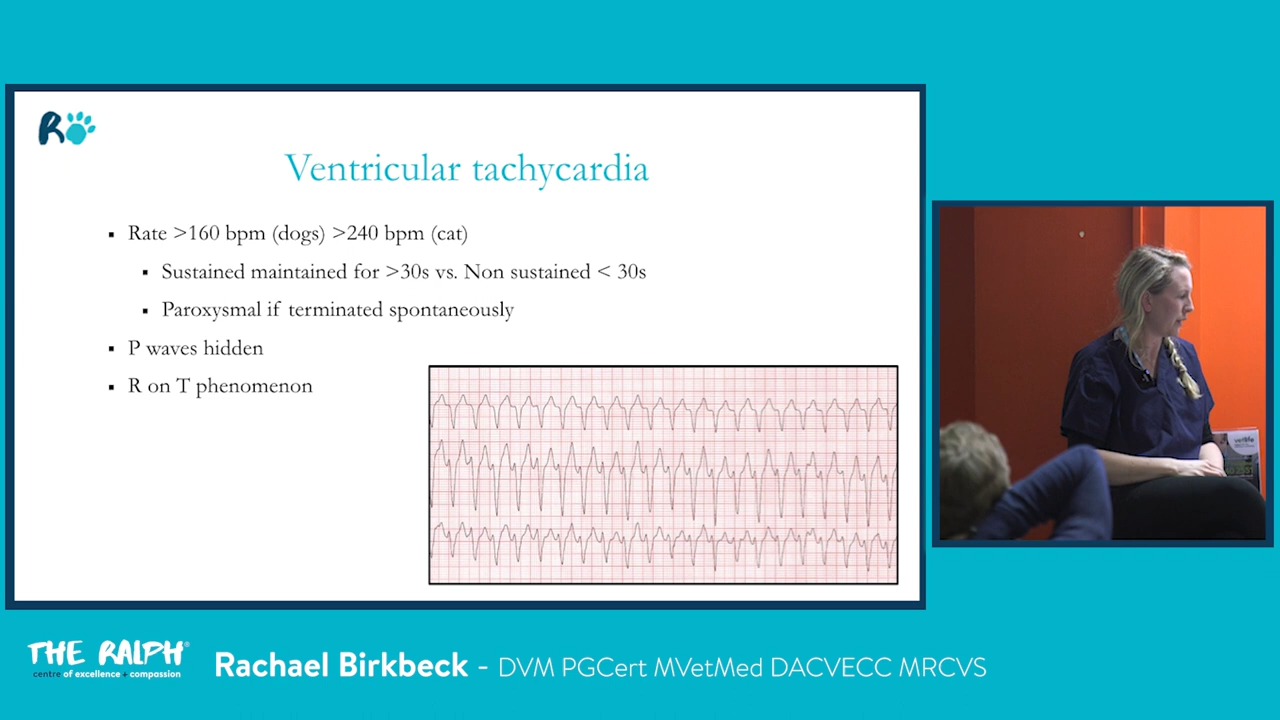 R
Ventricular tachycardia
▪ Rate >160 bpm (dogs) >240 bpm (cat)
▪ Sustained maintained for >30s vs. Non sustained < 30s
▪ Paroxysmal if terminated spontaneously
▪ P waves hidden
▪ R on T phenomenon
vetlife
THE RALPH®
centre of excellence + compassion
Rachael Birkbeck - DVM PGCert MVetMed DACVECC MRCVS